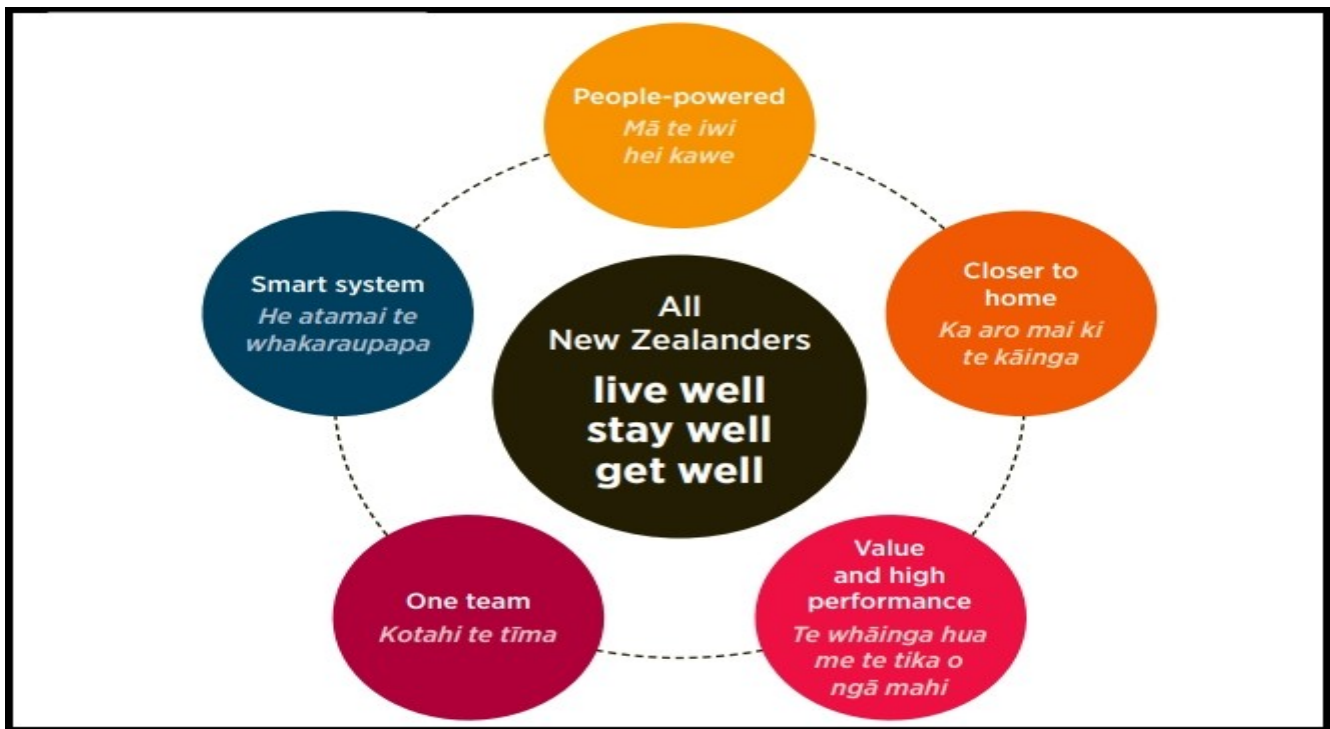 People-powered
Mā te iwi
hei kawe
Smart system
He atamai te
whakaraupapa
Closer to
home
Ka aro mai ki
te kāinga
All
New Zealanders
live well
stay well
get well
One team
Kotahi te tīma
Value
and high
performance
Te whāinga hua
me te tika o
ngā mahi